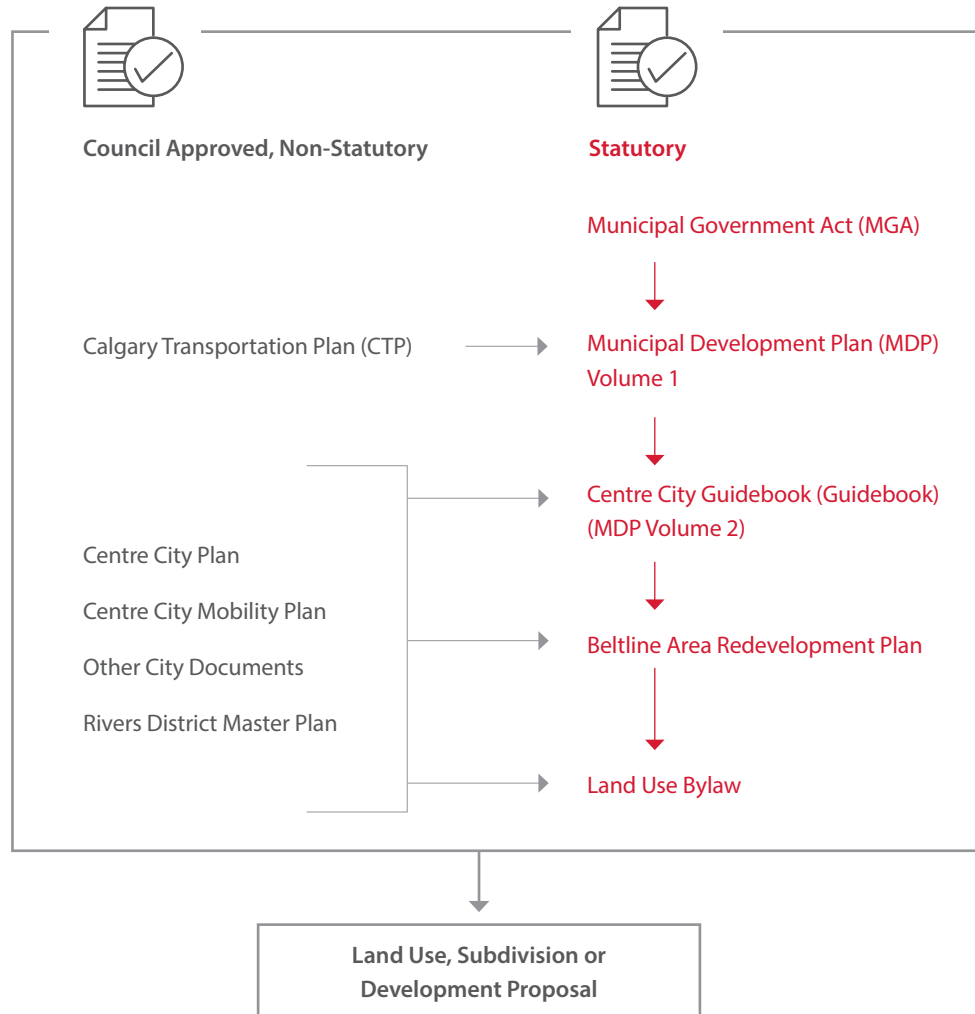 Council Approved, Non-Statutory
Statutory
Municipal Government Act (MGA)
Calgary Transportation Plan (CTP)
Municipal Development Plan (MDP)
Volume 1
Centre City Guidebook (Guidebook)
(MDP Volume 2)
Centre City Plan
Centre City Mobility Plan
Other City Documents
Rivers District Master Plan
Beltline Area Redevelopment Plan
Land Use Bylaw
Land Use, Subdivision or
Development Proposal